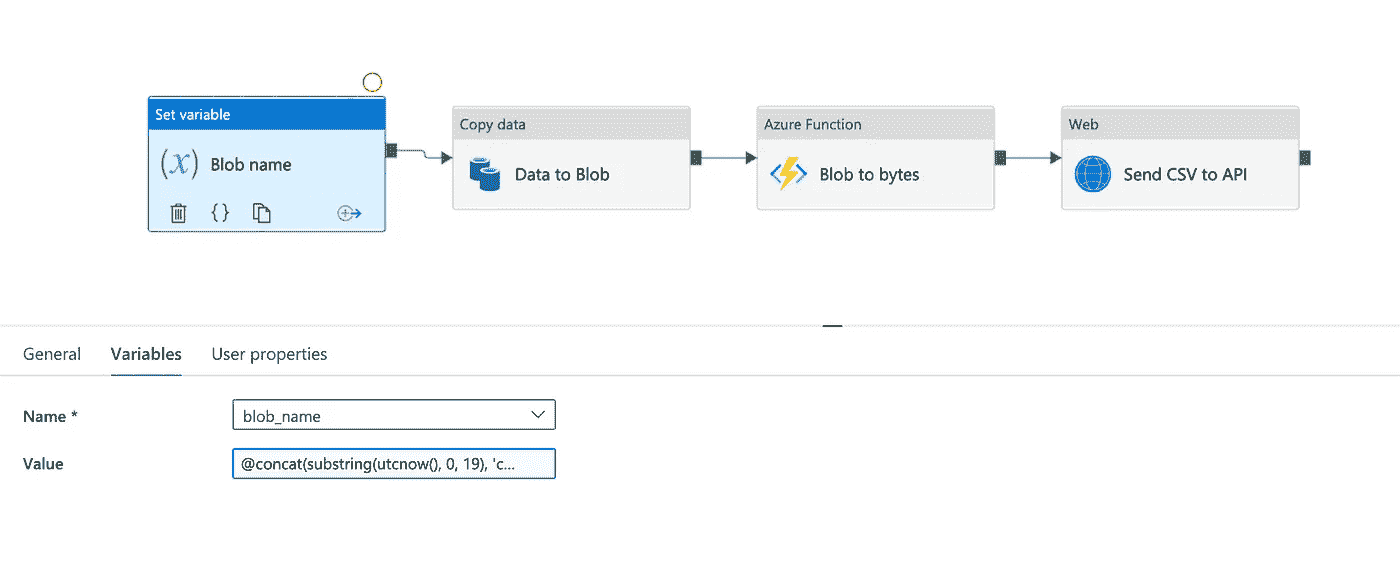 Set variable
(x) Blob name
{}
Copy data
Data to Blob
Azure Function
Blob to bytes
Web
Send CSV to API
General Variables User properties
Name * blob_name
Value @concat(substring(utcnow(), 0, 19), 'c...